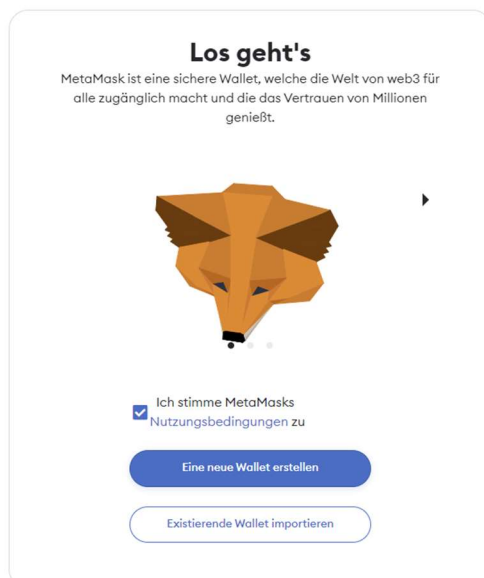 Los geht's
MetaMask ist eine sichere Wallet, welche die Welt von web3 für
alle zugänglich macht und die das Vertrauen von Millionen
genießt.
Ich stimme MetaMasks
Nutzungsbedingungen zu
Eine neue Wallet erstellen
Existierende Wallet importieren